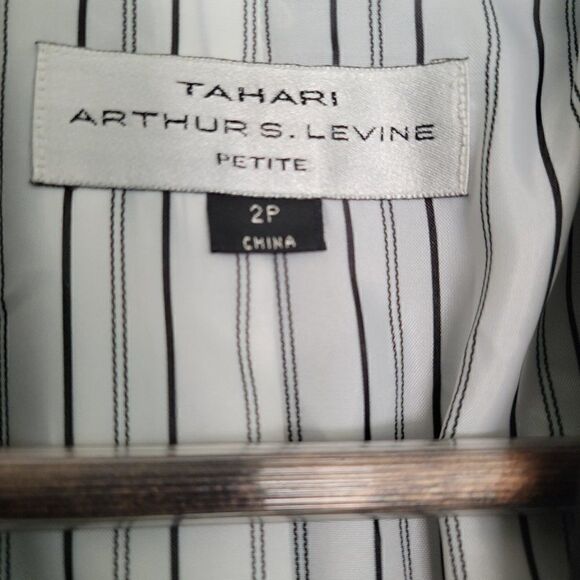 TAHARI
ARTHUR S. LEVINE
PETITE
2P
CHINA